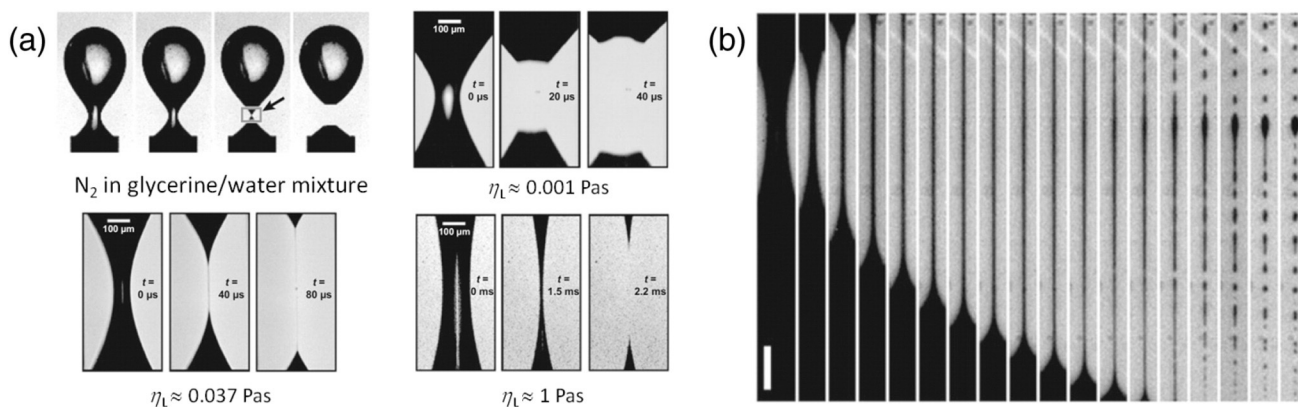 (a)
N₂ in glycerine/water mixture
100 µm
t =
0 µs
t =
20 µs
t =
40 µs
ηL ≈ 0.001 Pas
100 µm
t =
0 µs
t =
40 µs
t =
80 µs
ηL ≈ 0.037 Pas
100 µm
t =
0 ms
t =
1.5 ms
t =
2.2 ms
ηL ≈ 1 Pas
(b)